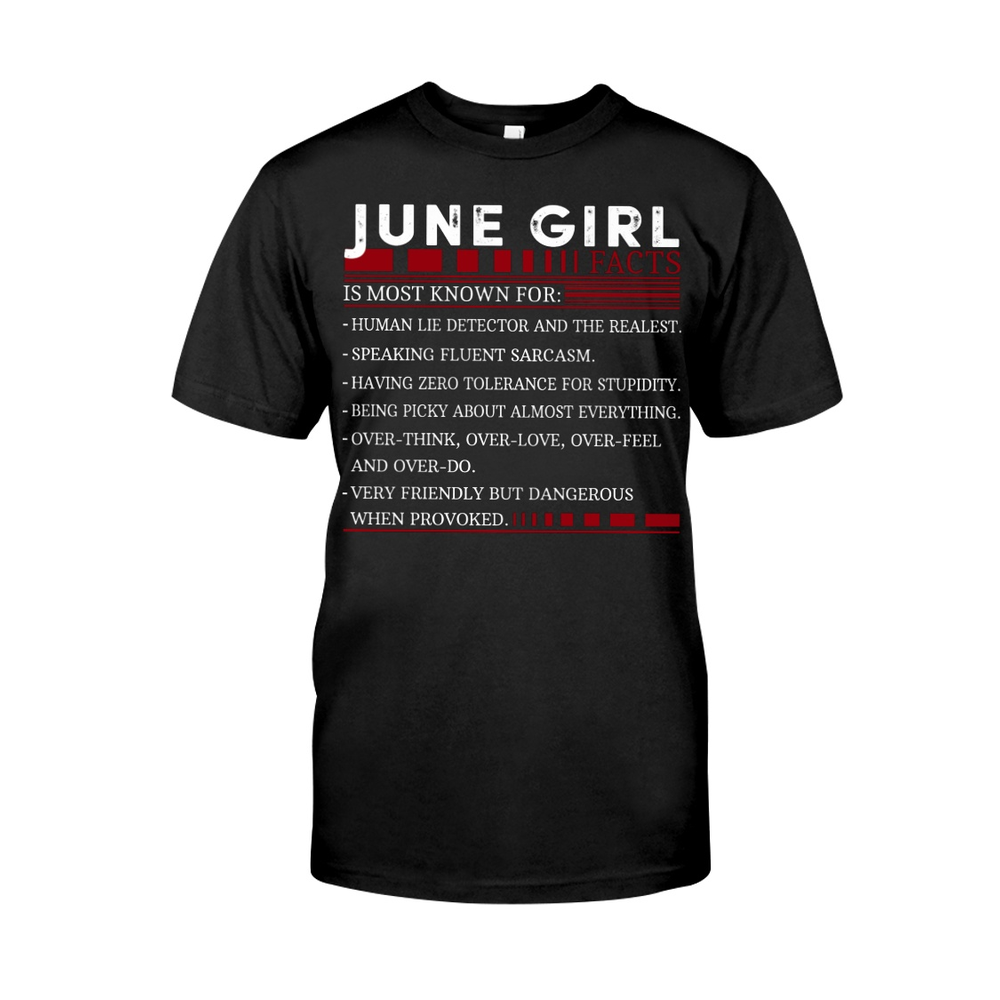 JUNE GIRL
FACTS
IS MOST KNOWN FOR:
- HUMAN LIE DETECTOR AND THE REALEST.
- SPEAKING FLUENT SARCASM.
- HAVING ZERO TOLERANCE FOR STUPIDITY.
- BEING PICKY ABOUT ALMOST EVERYTHING.
- OVER-THINK, OVER-LOVE, OVER-FEEL
AND OVER-DO.
- VERY FRIENDLY BUT DANGEROUS
WHEN PROVOKED.